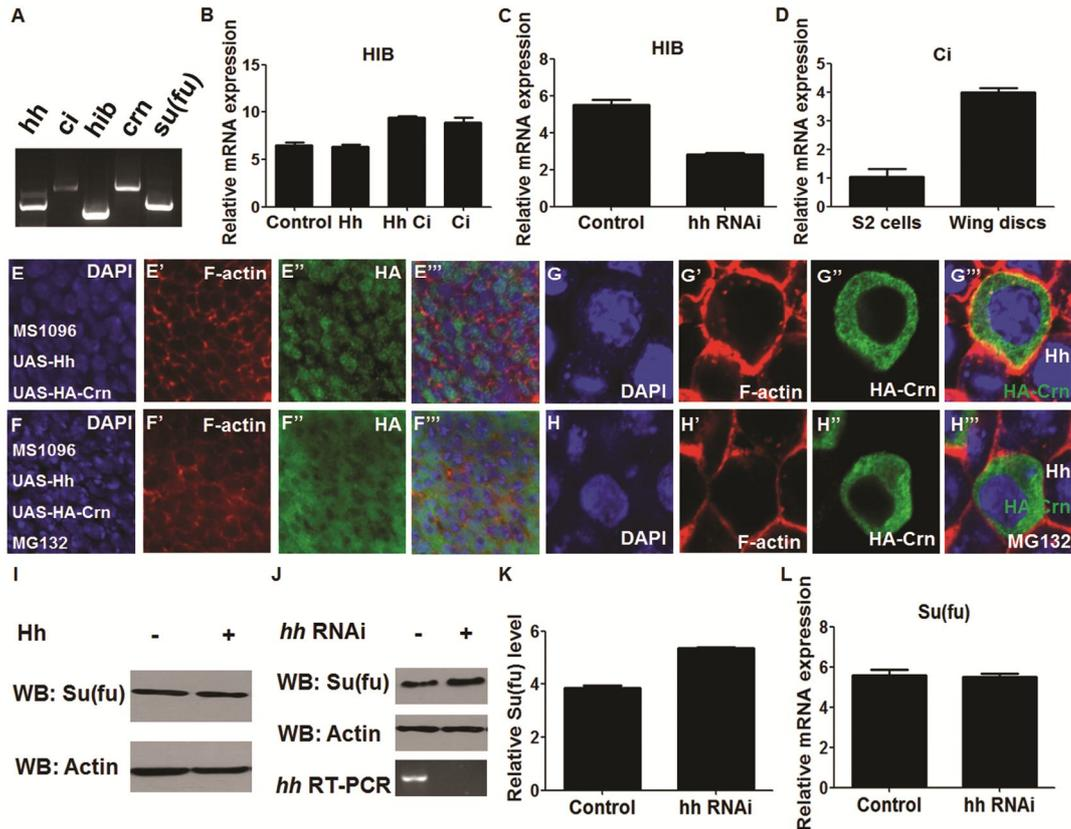 A
hh ci hib crn su(fu)
B
HIB
Relative mRNA expression
15
10
5
0
Control Hh Hh Ci Ci
C
HIB
Relative mRNA expression
8
6
4
2
0
Control hh RNAi
D
Ci
Relative mRNA expression
5
4
3
2
1
0
S2 cells Wing discs
E DAPI
MS1096
UAS-Hh
UAS-HA-Crn
E' F-actin
E'' HA
E'''
G
DAPI
G'
F-actin
G''
HA-Crn
G'''
Hh
HA-Crn
F DAPI
MS1096
UAS-Hh
UAS-HA-Crn
MG132
F' F-actin
F'' HA
F'''
H
DAPI
H'
F-actin
H''
HA-Crn
H'''
Hh
HA-Crn
MG132
I
Hh - +
WB: Su(fu)
WB: Actin
J
hh RNAi - +
WB: Su(fu)
WB: Actin
hh RT-PCR
K
Relative Su(fu) level
6
4
2
0
Control hh RNAi
L
Su(fu)
Relative mRNA expression
8
6
4
2
0
Control hh RNAi